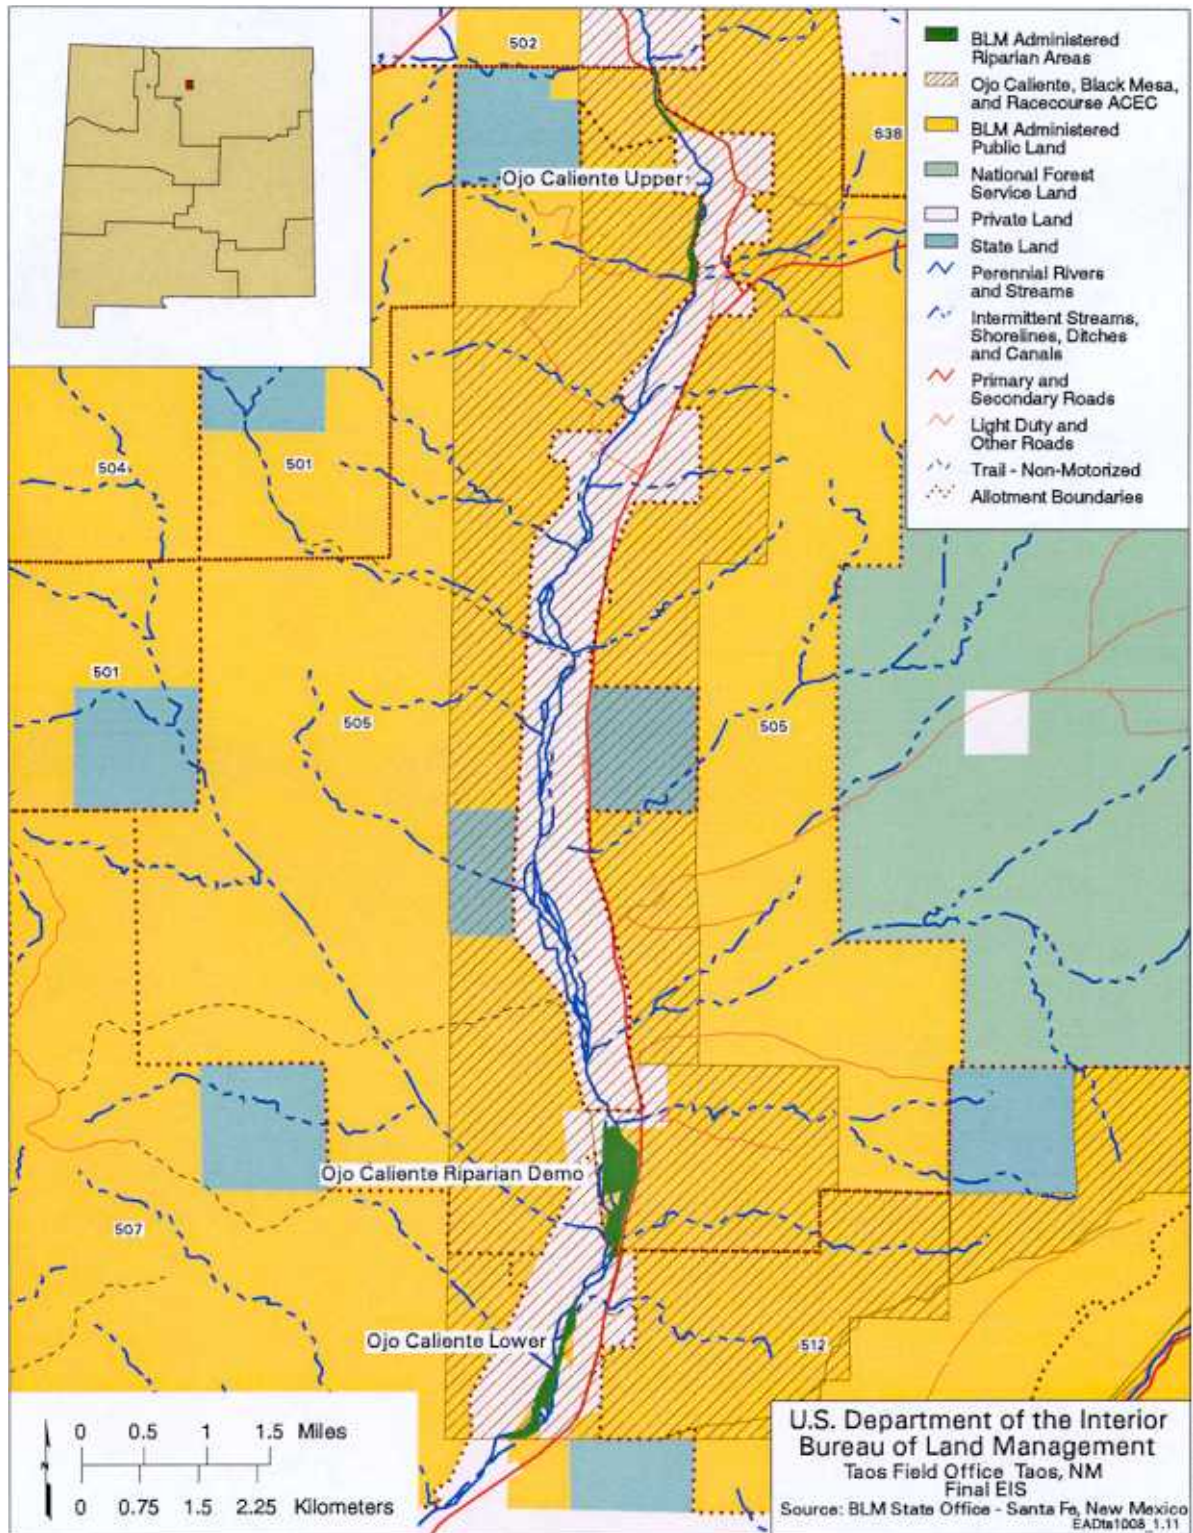 502
BLM Administered
Riparian Areas
Ojo Caliente, Black Mesa,
and Racecourse ACEC
BLM Administered
Public Land
638
National Forest
Service Land
Private Land
State Land
Perennial Rivers
and Streams
Intermittent Streams,
Shorelines, Ditches
and Canals
Primary and
Secondary Roads
Light Duty and
Other Roads
Trail - Non-Motorized
Allotment Boundaries
Ojo Caliente Upper
504
501
501
505
505
Ojo Caliente Riparian Demo
507
Ojo Caliente Lower
512
0 0.5 1 1.5 Miles
N
0 0.75 1.5 2.25 Kilometers
U.S. Department of the Interior
Bureau of Land Management
Taos Field Office Taos, NM
Final EIS
Source: BLM State Office - Santa Fe, New Mexico
EADta1008 1.11